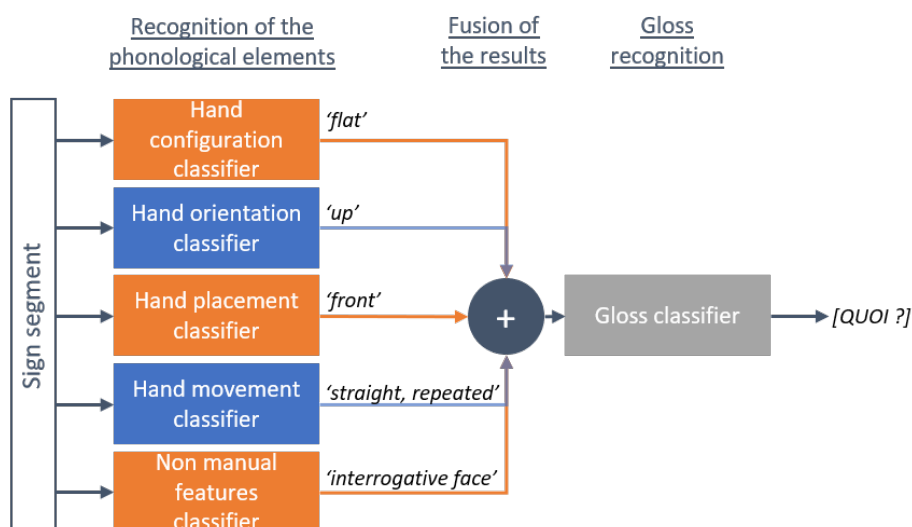 Recognition of the
phonological elements
Fusion of
the results
Gloss
recognition
Sign segment
Hand
configuration
classifier
'flat'
Hand orientation
classifier
'up'
Hand placement
classifier
'front'
Hand movement
classifier
'straight, repeated'
Non manual
features
classifier
'interrogative face'
+
Gloss classifier
[QUOI ?]